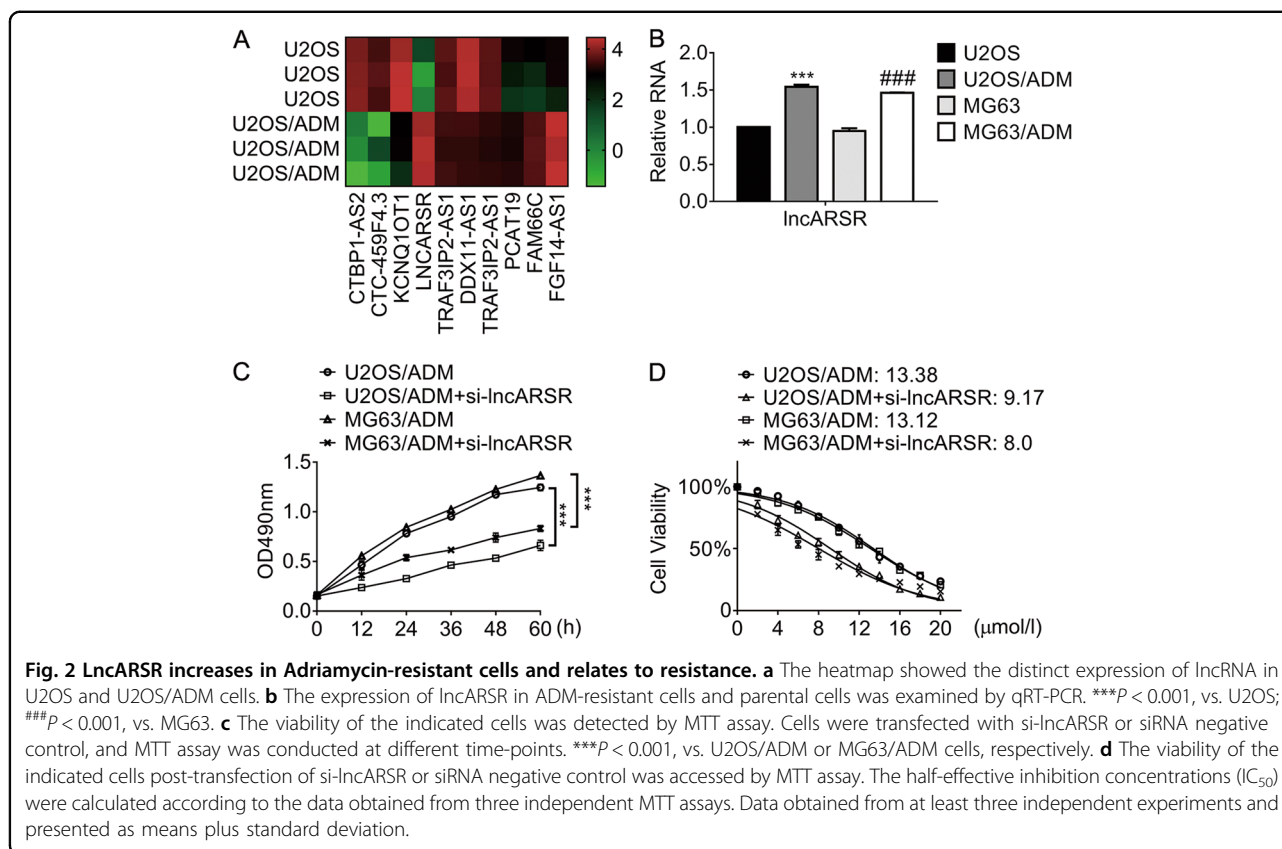 A
U2OS
U2OS
U2OS
U2OS/ADM
U2OS/ADM
U2OS/ADM
4
2
0
CTBP1-AS2
CTC-459F4.3
KCNQ1OT1
LNCARSR
TRAF3IP2-AS1
DDX11-AS1
TRAF3IP2-AS1
PCAT19
FAM66C
FGF14-AS1
B
Relative RNA
2.0
1.5
1.0
0.5
0.0
***
###
lncARSR
U2OS
U2OS/ADM
MG63
MG63/ADM
C
U2OS/ADM
U2OS/ADM+si-lncARSR
MG63/ADM
MG63/ADM+si-lncARSR
OD490nm
1.5
1.0
0.5
0.0
0 12 24 36 48 60 (h)
***
***
D
U2OS/ADM: 13.38
U2OS/ADM+si-lncARSR: 9.17
MG63/ADM: 13.12
MG63/ADM+si-lncARSR: 8.0
Cell Viability
100%
50%
0
0 4 8 12 16 20 (μmol/l)
Fig. 2 LncARSR increases in Adriamycin-resistant cells and relates to resistance. a The heatmap showed the distinct expression of lncRNA in
U2OS and U2OS/ADM cells. b The expression of lncARSR in ADM-resistant cells and parental cells was examined by qRT-PCR. ***P < 0.001, vs. U2OS;
###P < 0.001, vs. MG63. c The viability of the indicated cells was detected by MTT assay. Cells were transfected with si-lncARSR or siRNA negative
control, and MTT assay was conducted at different time-points. ***P < 0.001, vs. U2OS/ADM or MG63/ADM cells, respectively. d The viability of the
indicated cells post-transfection of si-lncARSR or siRNA negative control was accessed by MTT assay. The half-effective inhibition concentrations (IC50)
were calculated according to the data obtained from three independent MTT assays. Data obtained from at least three independent experiments and
presented as means plus standard deviation.